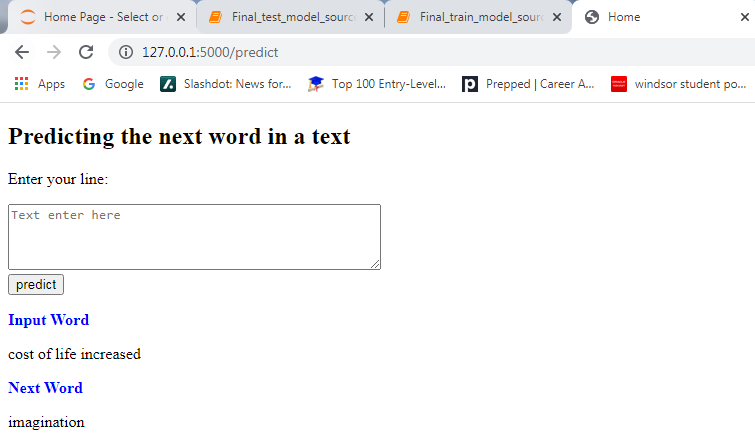 Home Page - Select or Final_test_model_sourc Final_train_model_sour Home
127.0.0.1:5000/predict
Apps Google Slashdot: News for... Top 100 Entry-Level... Prepped | Career A... windsor student po...
Predicting the next word in a text
Enter your line:
Text enter here
predict
Input Word
cost of life increased
Next Word
imagination